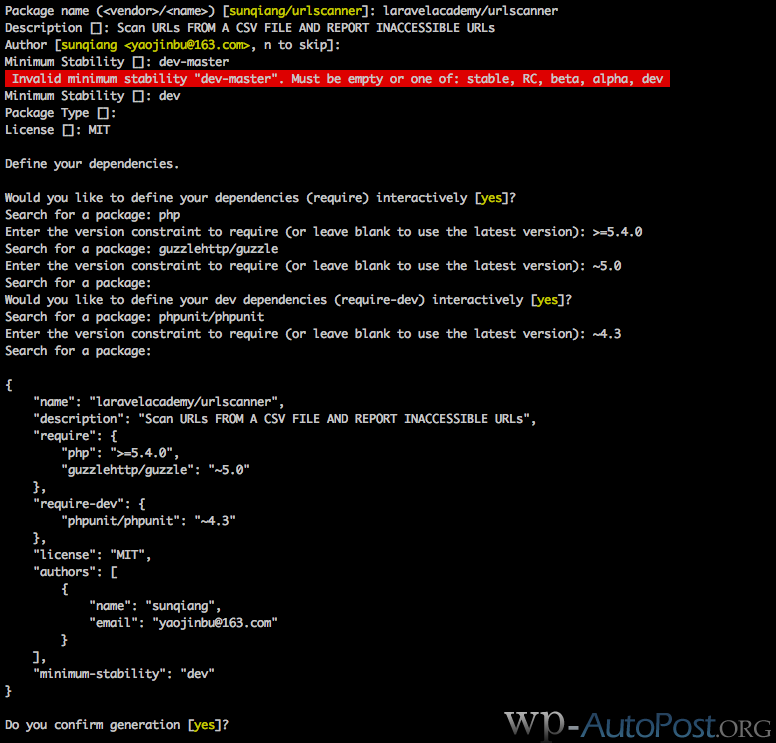 Package name (<vendor>/<name>) [sunqiang/urlscanner]: laravelacademy/urlscanner
Description []: Scan URLs FROM A CSV FILE AND REPORT INACCESSIBLE URLs
Author [sunqiang <yaojinbu@163.com>, n to skip]:
Minimum Stability []: dev-master
Invalid minimum stability "dev-master". Must be empty or one of: stable, RC, beta, alpha, dev
Minimum Stability []: dev
Package Type []:
License []: MIT
Define your dependencies.
Would you like to define your dependencies (require) interactively [yes]?
Search for a package: php
Enter the version constraint to require (or leave blank to use the latest version): >=5.4.0
Search for a package: guzzlehttp/guzzle
Enter the version constraint to require (or leave blank to use the latest version): ~5.0
Search for a package:
Would you like to define your dev dependencies (require-dev) interactively [yes]?
Search for a package: phpunit/phpunit
Enter the version constraint to require (or leave blank to use the latest version): ~4.3
Search for a package:
{
    "name": "laravelacademy/urlscanner",
    "description": "Scan URLs FROM A CSV FILE AND REPORT INACCESSIBLE URLs",
    "require": {
        "php": ">=5.4.0",
        "guzzlehttp/guzzle": "~5.0"
    },
    "require-dev": {
        "phpunit/phpunit": "~4.3"
    },
    "license": "MIT",
    "authors": [
        {
            "name": "sunqiang",
            "email": "yaojinbu@163.com"
        }
    ],
    "minimum-stability": "dev"
}
Do you confirm generation [yes]?
wp-AutoPost.ORG